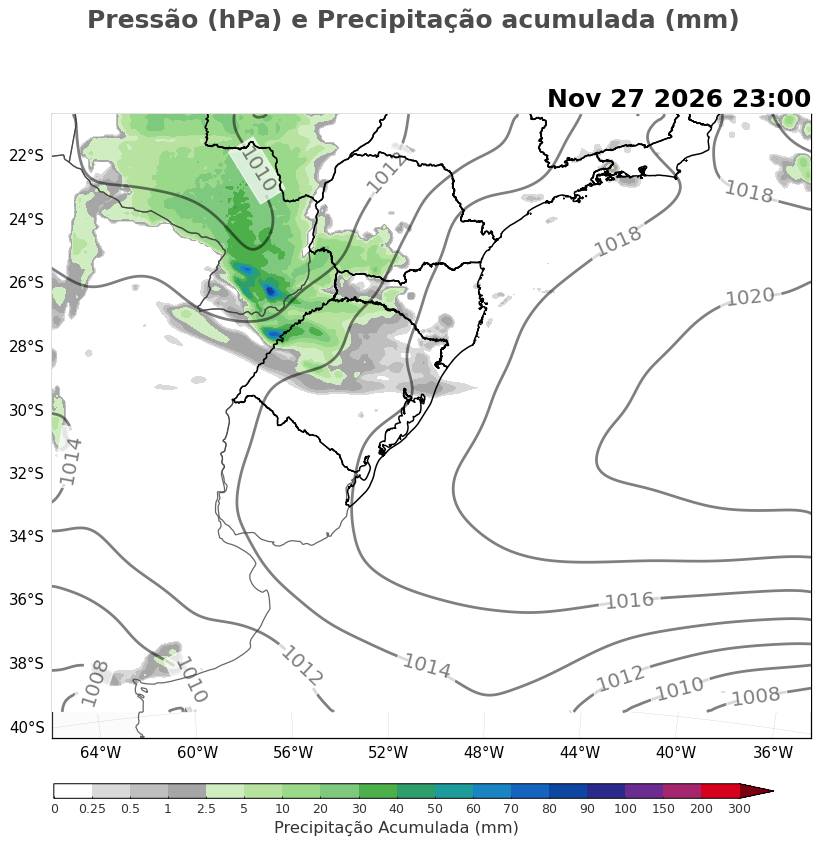 Pressão (hPa) e Precipitação acumulada (mm)
Nov 27 2026 23:00
22°S
24°S
26°S
28°S
30°S
32°S
34°S
36°S
38°S
40°S
1010
1012
1018
1018
1020
1014
1016
1014
1012
1010
1008
1012
1010
1008
64°W 60°W 56°W 52°W 48°W 44°W 40°W 36°W
0 0.25 0.5 1 2.5 5 10 20 30 40 50 60 70 80 90 100 150 200 300
Precipitação Acumulada (mm)